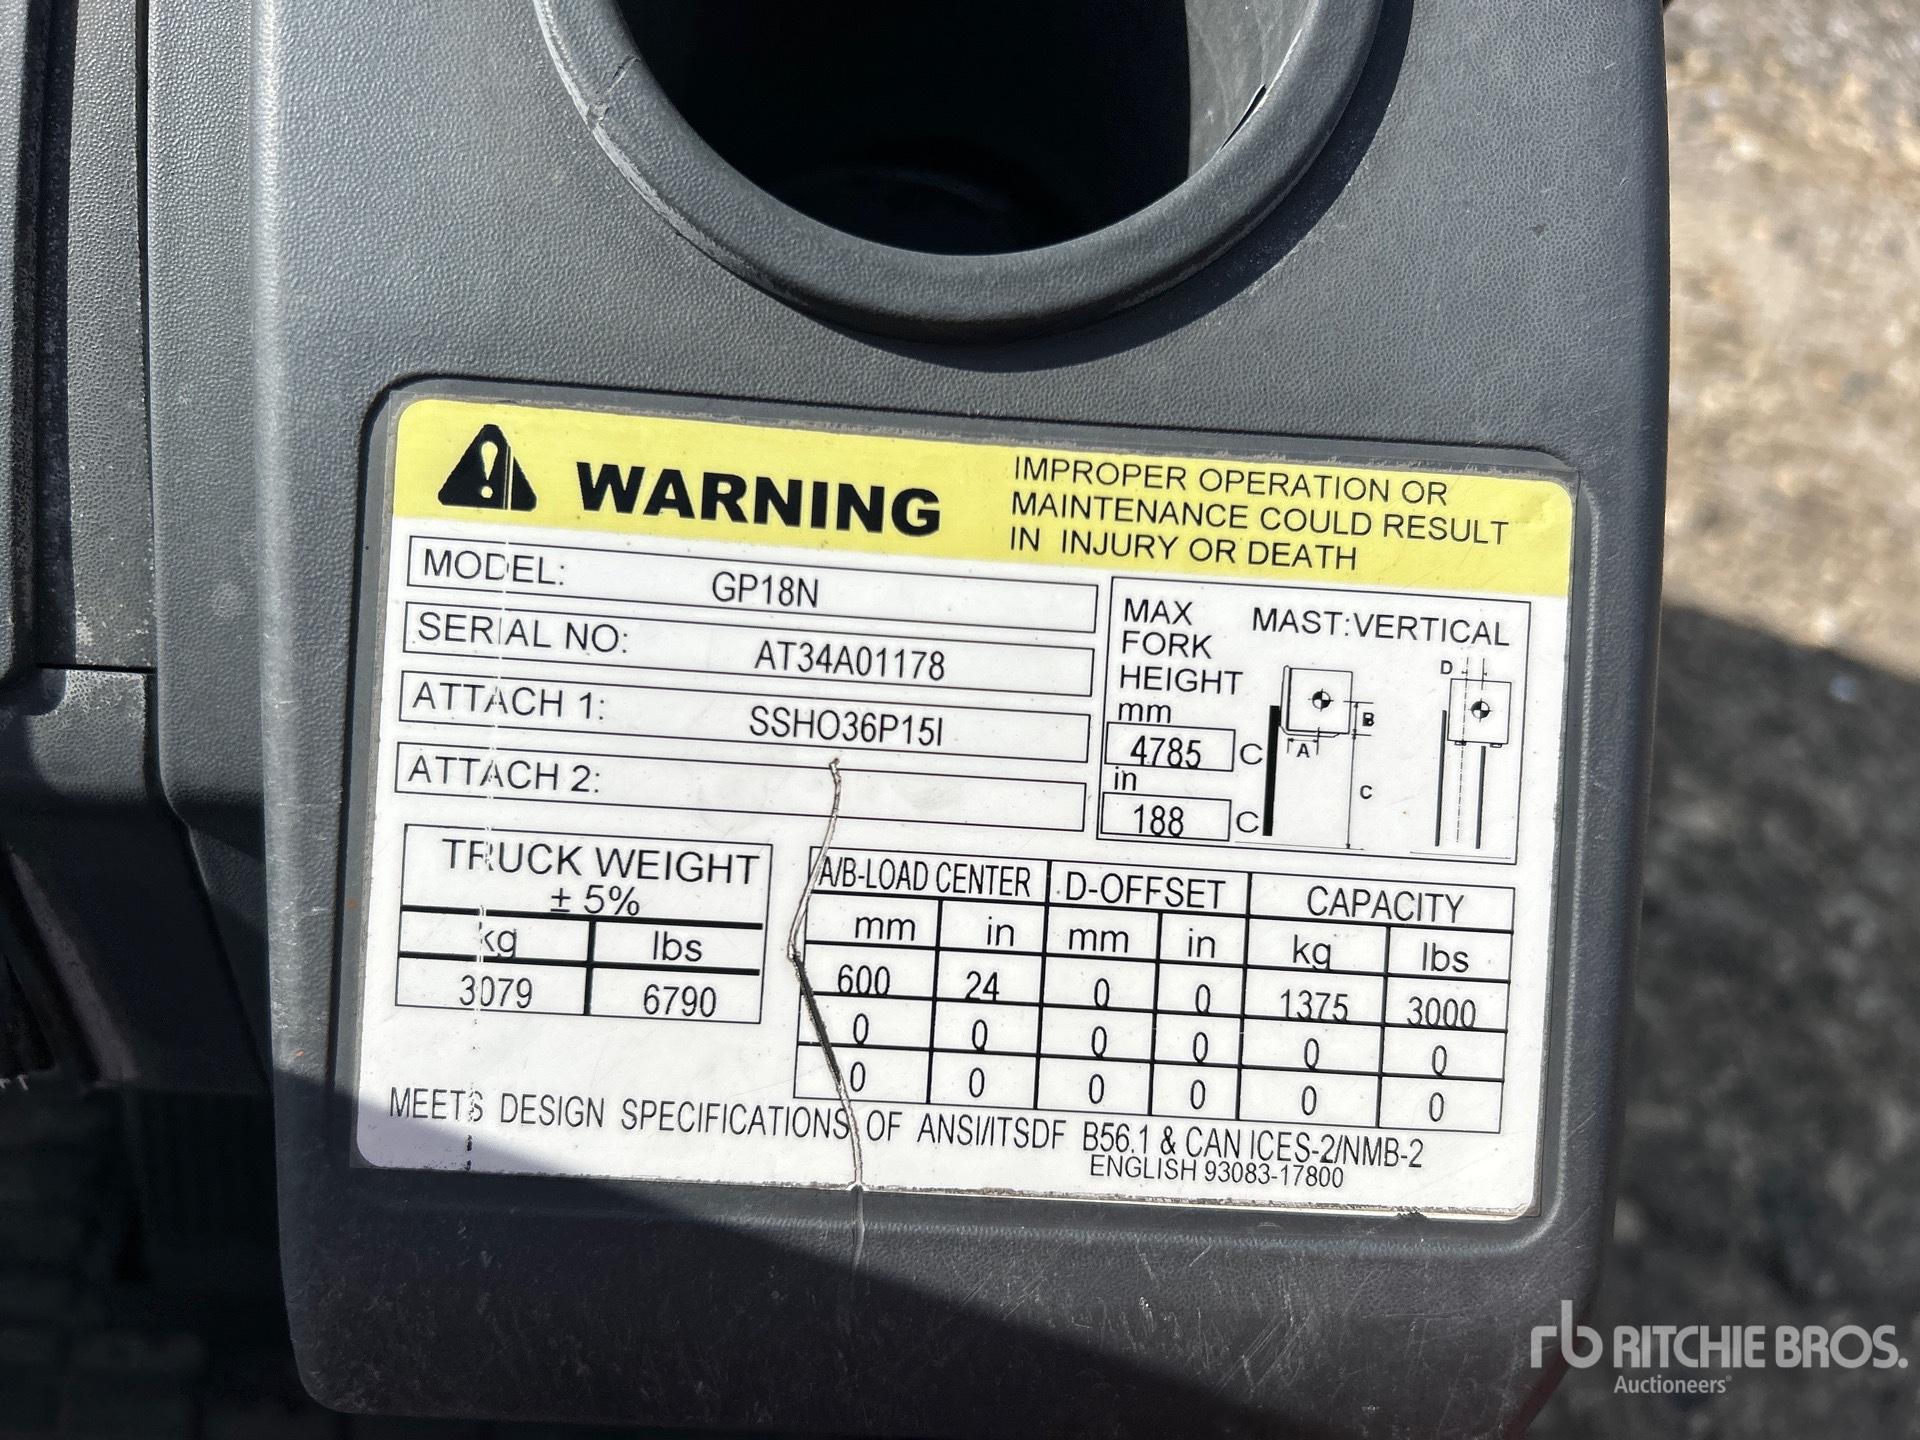 WARNING
IMPROPER OPERATION OR
MAINTENANCE COULD RESULT
IN INJURY OR DEATH
MODEL: GP18N
SERIAL NO: AT34A01178
ATTACH 1: SSHO36P15I
ATTACH 2:
MAX
FORK
HEIGHT
MAST:VERTICAL
mm
4785 C
in
188 C
D
B
A
C
TRUCK WEIGHT
± 5%
kg lbs
3079 6790
A/B-LOAD CENTER D-OFFSET CAPACITY
mm in mm in kg lbs
600 24 0 0 1375 3000
0 0 0 0 0 0
0 0 0 0 0 0
MEETS DESIGN SPECIFICATIONS OF ANSI/ITSDF B56.1 & CAN ICES-2/NMB-2
ENGLISH 93083-17800
rb RITCHIE BROS.
Auctioneers